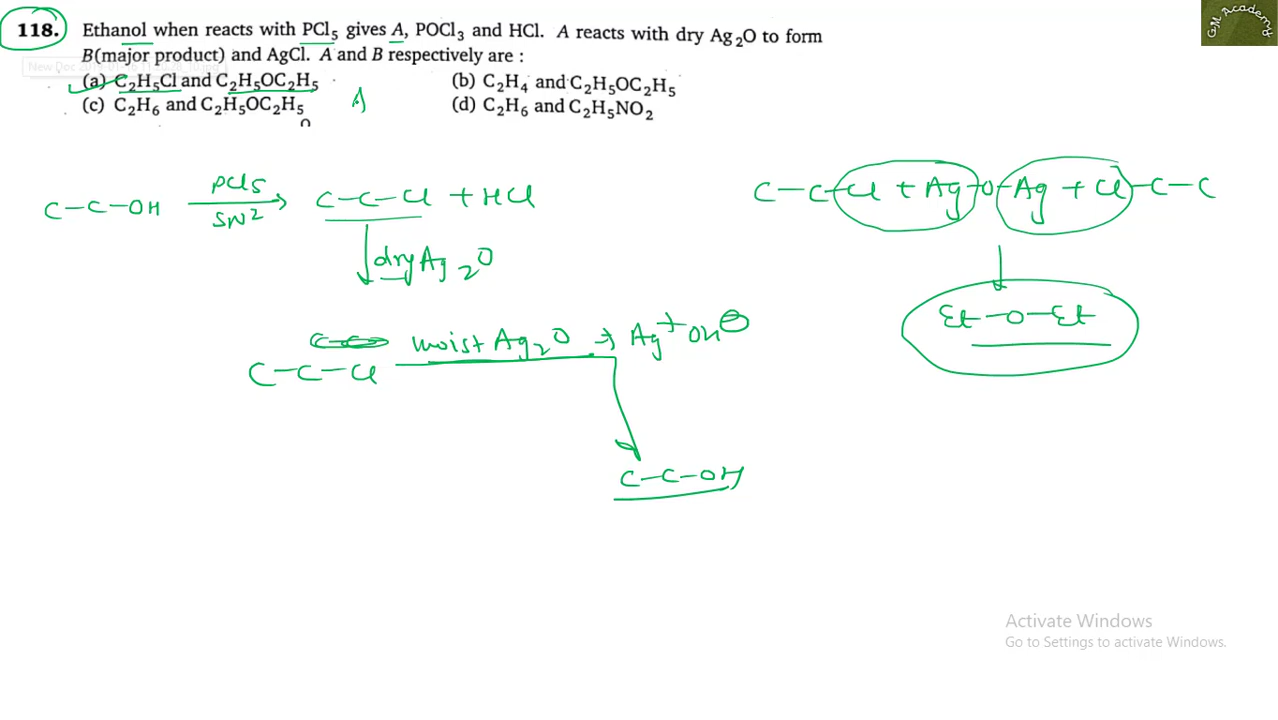 118. Ethanol when reacts with PCl₅ gives A, POCl₃ and HCl. A reacts with dry Ag₂O to form
B(major product) and AgCl. A and B respectively are :
(a) C₂H₅Cl and C₂H₅OC₂H₅ (b) C₂H₄ and C₂H₅OC₂H₅
(c) C₂H₆ and C₂H₅OC₂H₅ (d) C₂H₆ and C₂H₅NO₂
A
G.M. Academy
C-C-OH PCl5 SN2 → C-C-Cl + HCl
C-C-Cl + Ag-O-Ag + Cl-C-C
dry Ag2O
Et-O-Et
C-C-Cl moist Ag2O → Ag+ OH⊖
C-C-OH
Activate Windows
Go to Settings to activate Windows.